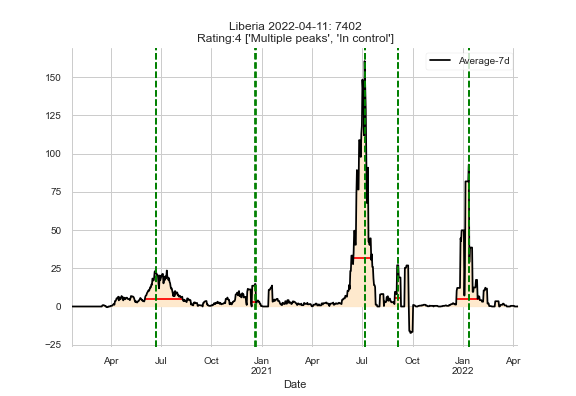 Liberia 2022-04-11: 7402
Rating:4 ['Multiple peaks', 'In control']
Average-7d
150
125
100
75
50
25
0
−25
Apr Jul Oct Jan Apr Jul Oct Jan Apr
2021 2022
Date